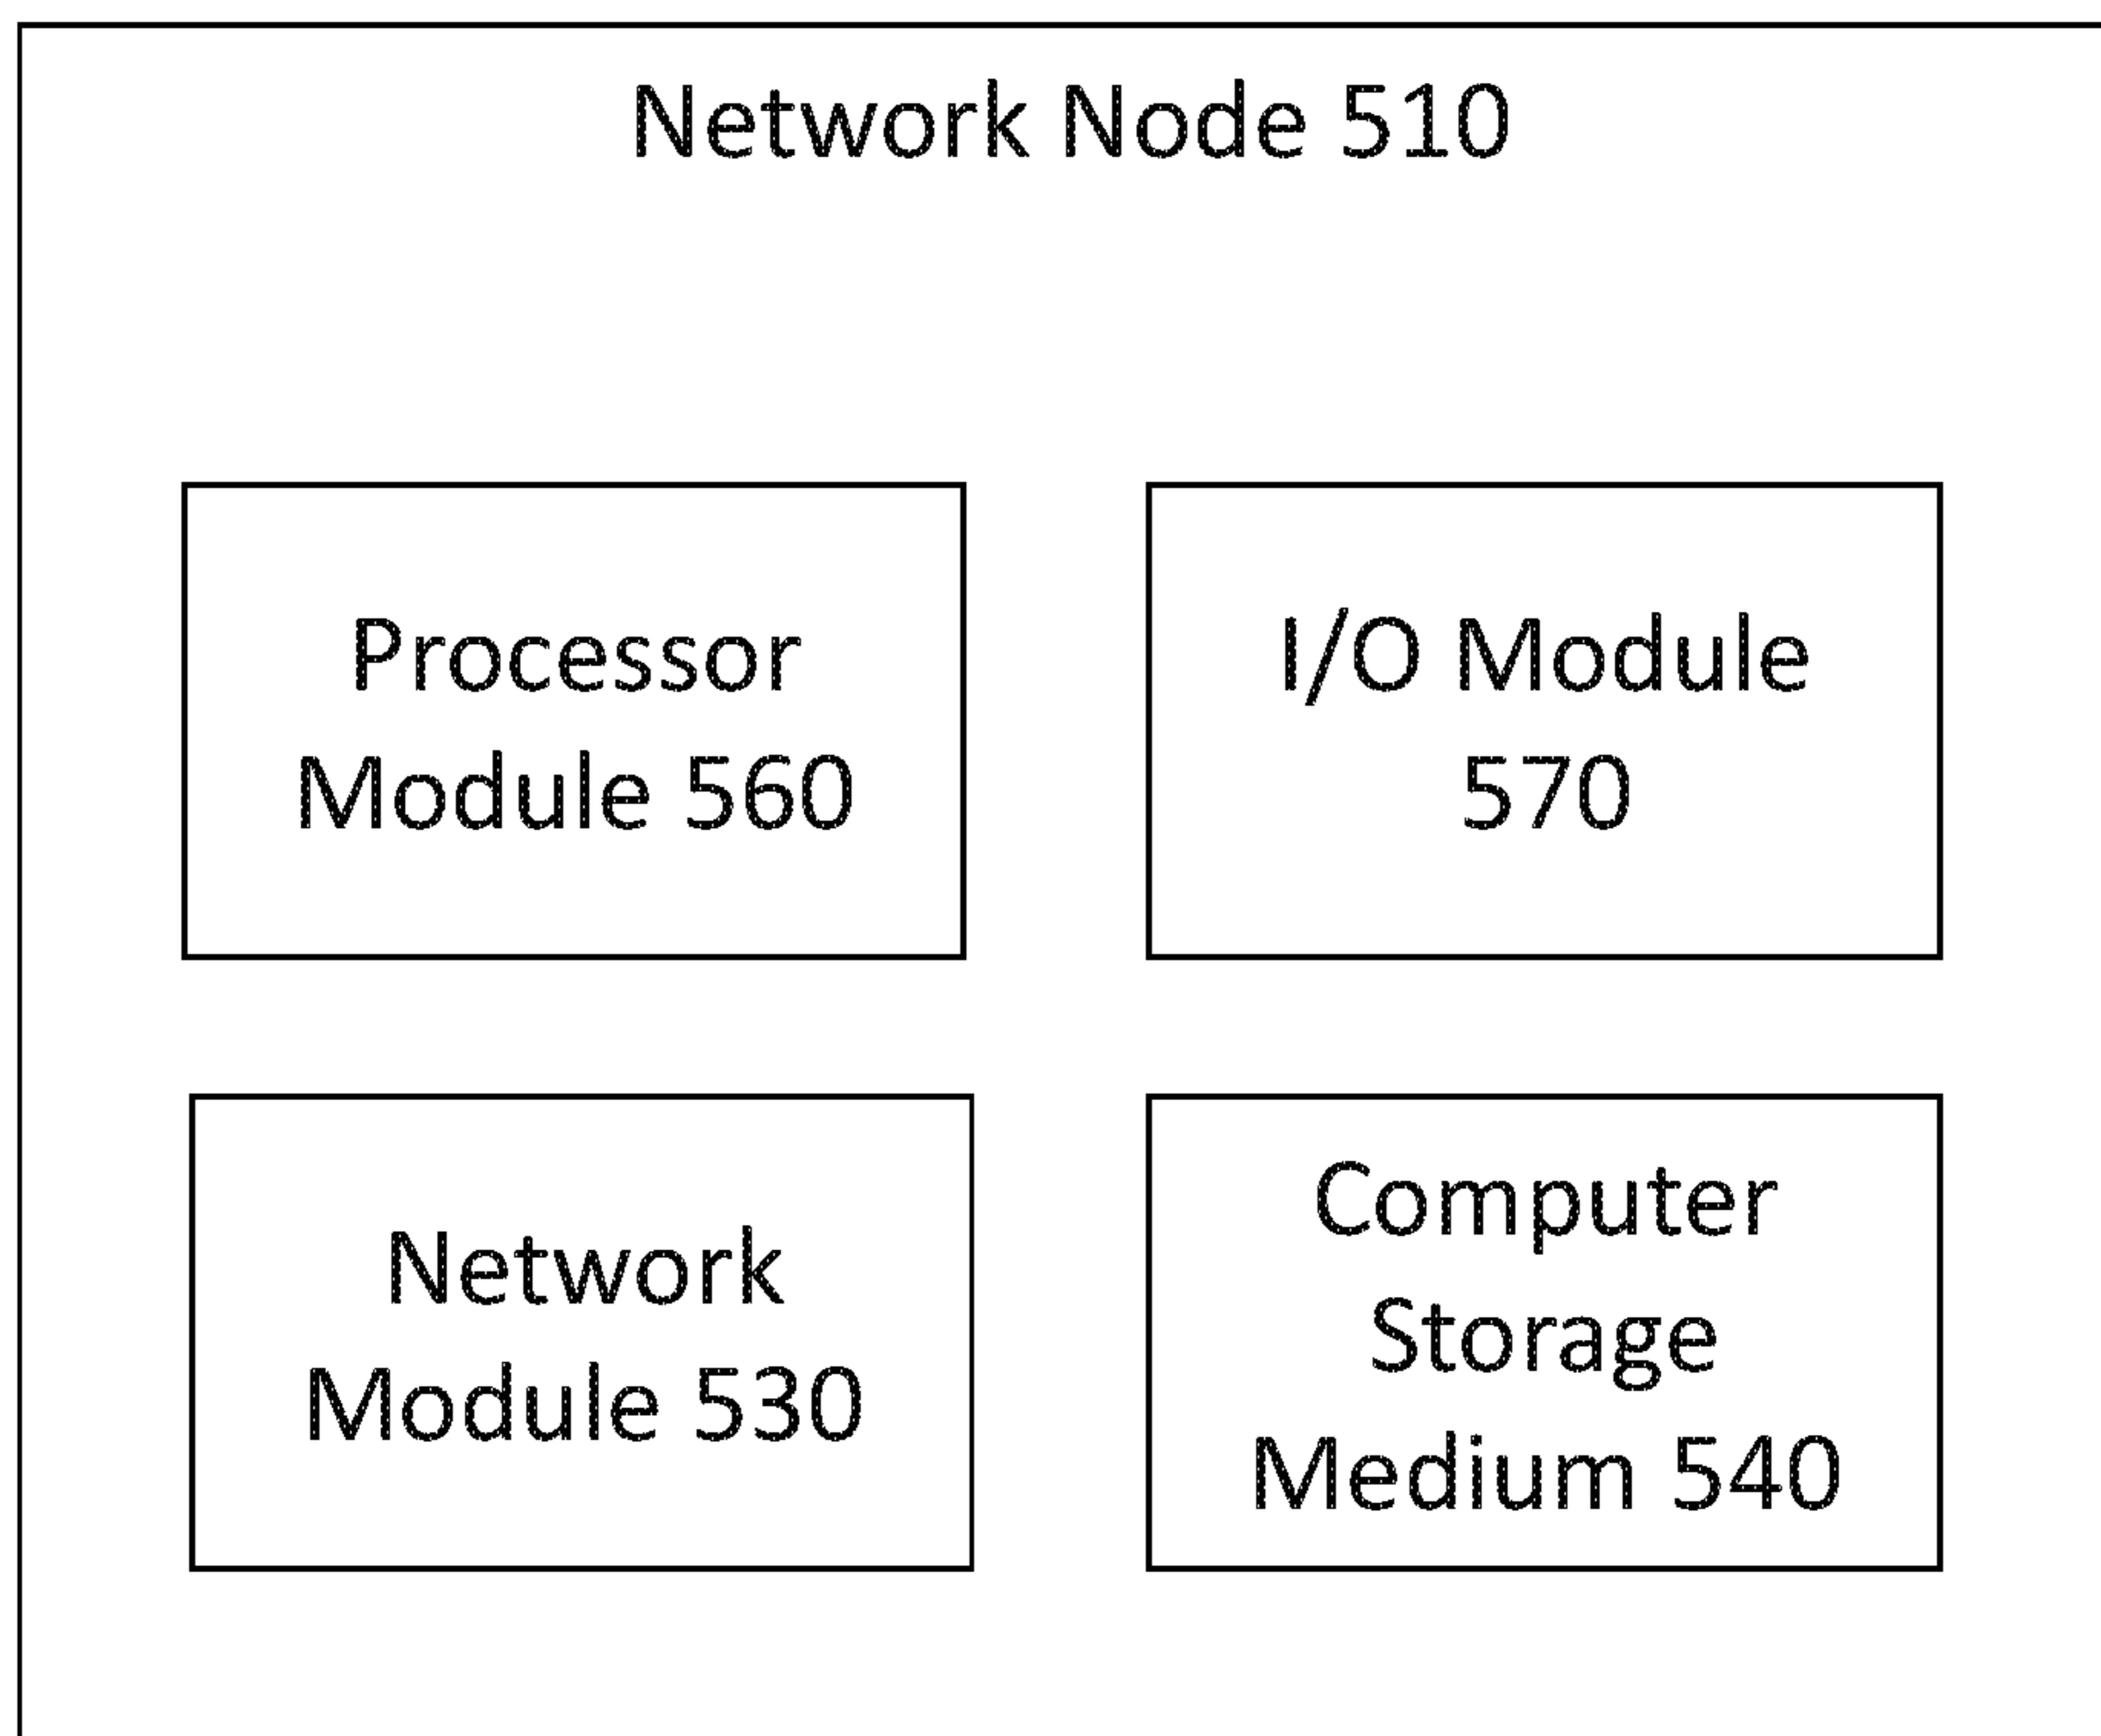 Network Node 510
Processor
Module 560
I/O Module
570
Network
Module 530
Computer
Storage
Medium 540